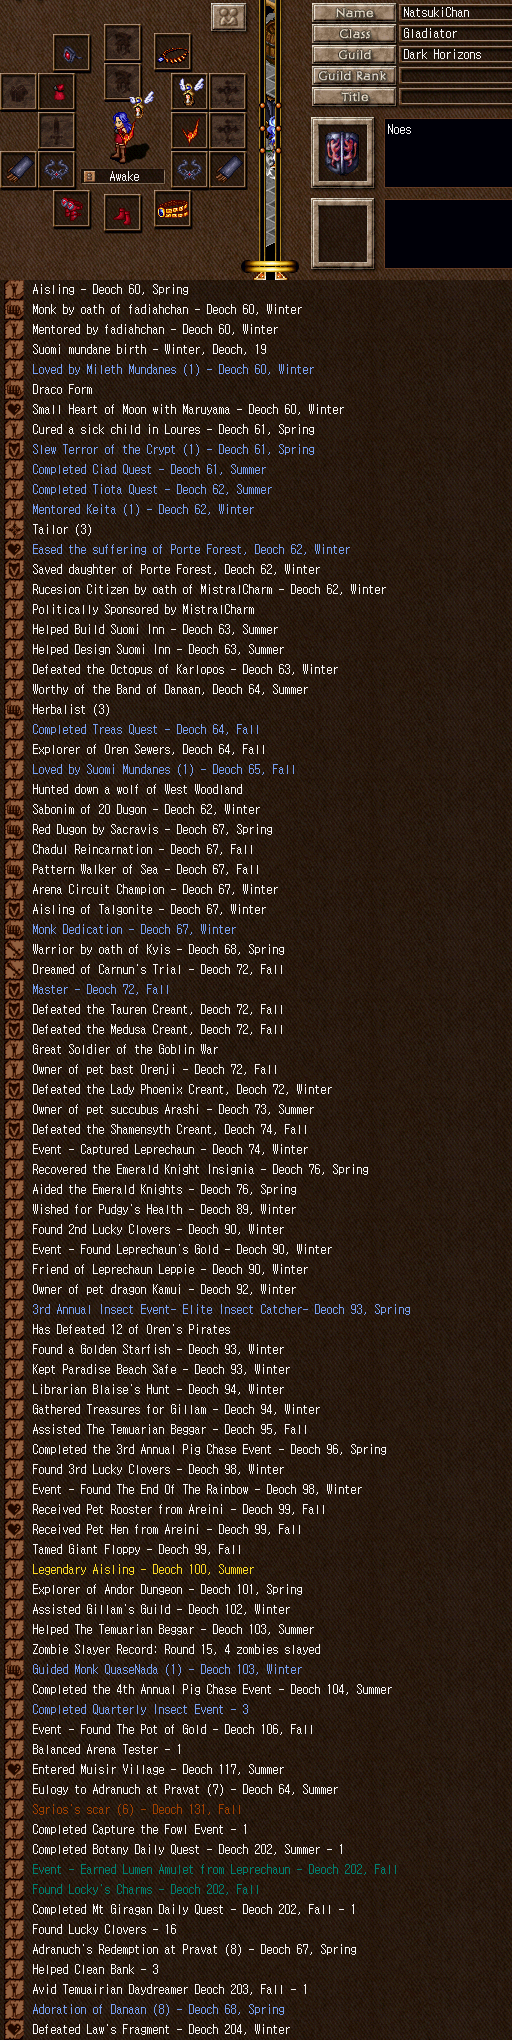 Name NatsukiChan
Class Gladiator
Guild Dark Horizons
Guild Rank
Title
Noes
Awake
Aisling - Deoch 60, Spring
Monk by oath of fadiahchan - Deoch 60, Winter
Mentored by fadiahchan - Deoch 60, Winter
Suomi mundane birth - Winter, Deoch, 19
Loved by Mileth Mundanes (1) - Deoch 60, Winter
Draco Form
Small Heart of Moon with Maruyama - Deoch 60, Winter
Cured a sick child in Loures - Deoch 61, Spring
Slew Terror of the Crypt (1) - Deoch 61, Spring
Completed Ciad Quest - Deoch 61, Summer
Completed Tiota Quest - Deoch 62, Summer
Mentored Keita (1) - Deoch 62, Winter
Tailor (3)
Eased the suffering of Porte Forest, Deoch 62, Winter
Saved daughter of Porte Forest, Deoch 62, Winter
Rucesion Citizen by oath of MistralCharm - Deoch 62, Winter
Politically Sponsored by MistralCharm
Helped Build Suomi Inn - Deoch 63, Summer
Helped Design Suomi Inn - Deoch 63, Summer
Defeated the Octopus of Karlopos - Deoch 63, Winter
Worthy of the Band of Danaan, Deoch 64, Summer
Herbalist (3)
Completed Treas Quest - Deoch 64, Fall
Explorer of Oren Sewers, Deoch 64, Fall
Loved by Suomi Mundanes (1) - Deoch 65, Fall
Hunted down a wolf of West Woodland
Sabonim of 20 Dugon - Deoch 62, Winter
Red Dugon by Sacravis - Deoch 67, Spring
Chadul Reincarnation - Deoch 67, Fall
Pattern Walker of Sea - Deoch 67, Fall
Arena Circuit Champion - Deoch 67, Winter
Aisling of Talgonite - Deoch 67, Winter
Monk Dedication - Deoch 67, Winter
Warrior by oath of Kyis - Deoch 68, Spring
Dreamed of Carnun's Trial - Deoch 72, Fall
Master - Deoch 72, Fall
Defeated the Tauren Creant, Deoch 72, Fall
Defeated the Medusa Creant, Deoch 72, Fall
Great Soldier of the Goblin War
Owner of pet bast Orenji - Deoch 72, Fall
Defeated the Lady Phoenix Creant, Deoch 72, Winter
Owner of pet succubus Arashi - Deoch 73, Summer
Defeated the Shamensyth Creant, Deoch 74, Fall
Event - Captured Leprechaun - Deoch 74, Winter
Recovered the Emerald Knight Insignia - Deoch 76, Spring
Aided the Emerald Knights - Deoch 76, Spring
Wished for Pudgy's Health - Deoch 89, Winter
Found 2nd Lucky Clovers - Deoch 90, Winter
Event - Found Leprechaun's Gold - Deoch 90, Winter
Friend of Leprechaun Leppie - Deoch 90, Winter
Owner of pet dragon Kamui - Deoch 92, Winter
3rd Annual Insect Event- Elite Insect Catcher- Deoch 93, Spring
Has Defeated 12 of Oren's Pirates
Found a Golden Starfish - Deoch 93, Winter
Kept Paradise Beach Safe - Deoch 93, Winter
Librarian Blaise's Hunt - Deoch 94, Winter
Gathered Treasures for Gillam - Deoch 94, Winter
Assisted The Temuarian Beggar - Deoch 95, Fall
Completed the 3rd Annual Pig Chase Event - Deoch 96, Spring
Found 3rd Lucky Clovers - Deoch 98, Winter
Event - Found The End Of The Rainbow - Deoch 98, Winter
Received Pet Rooster from Areini - Deoch 99, Fall
Received Pet Hen from Areini - Deoch 99, Fall
Tamed Giant Floppy - Deoch 99, Fall
Legendary Aisling - Deoch 100, Summer
Explorer of Andor Dungeon - Deoch 101, Spring
Assisted Gillam's Guild - Deoch 102, Winter
Helped The Temuarian Beggar - Deoch 103, Summer
Zombie Slayer Record: Round 15, 4 zombies slayed
Guided Monk QuaseNada (1) - Deoch 103, Winter
Completed the 4th Annual Pig Chase Event - Deoch 104, Summer
Completed Quarterly Insect Event - 3
Event - Found The Pot of Gold - Deoch 106, Fall
Balanced Arena Tester - 1
Entered Muisir Village - Deoch 117, Summer
Eulogy to Adranuch at Pravat (7) - Deoch 64, Summer
Sgrios's scar (6) - Deoch 131, Fall
Completed Capture the Fowl Event - 1
Completed Botany Daily Quest - Deoch 202, Summer - 1
Event - Earned Lumen Amulet from Leprechaun - Deoch 202, Fall
Found Locky's Charms - Deoch 202, Fall
Completed Mt Giragan Daily Quest - Deoch 202, Fall - 1
Found Lucky Clovers - 16
Adranuch's Redemption at Pravat (8) - Deoch 67, Spring
Helped Clean Bank - 3
Avid Temuairian Daydreamer Deoch 203, Fall - 1
Adoration of Danaan (8) - Deoch 68, Spring
Defeated Law's Fragment - Deoch 204, Winter